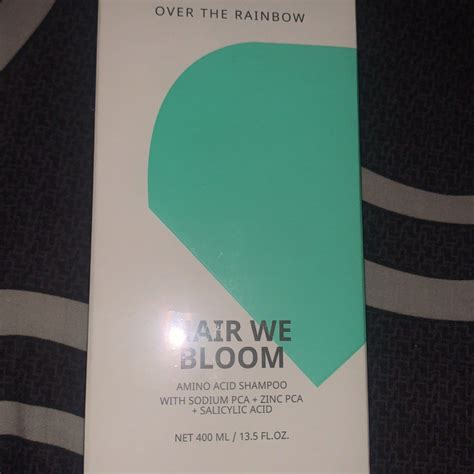 OVER THE RAINBOW
HAIR WE
BLOOM
AMINO ACID SHAMPOO
WITH SODIUM PCA + ZINC PCA
+ SALICYLIC ACID
NET 400 ML / 13.5 FL.OZ.